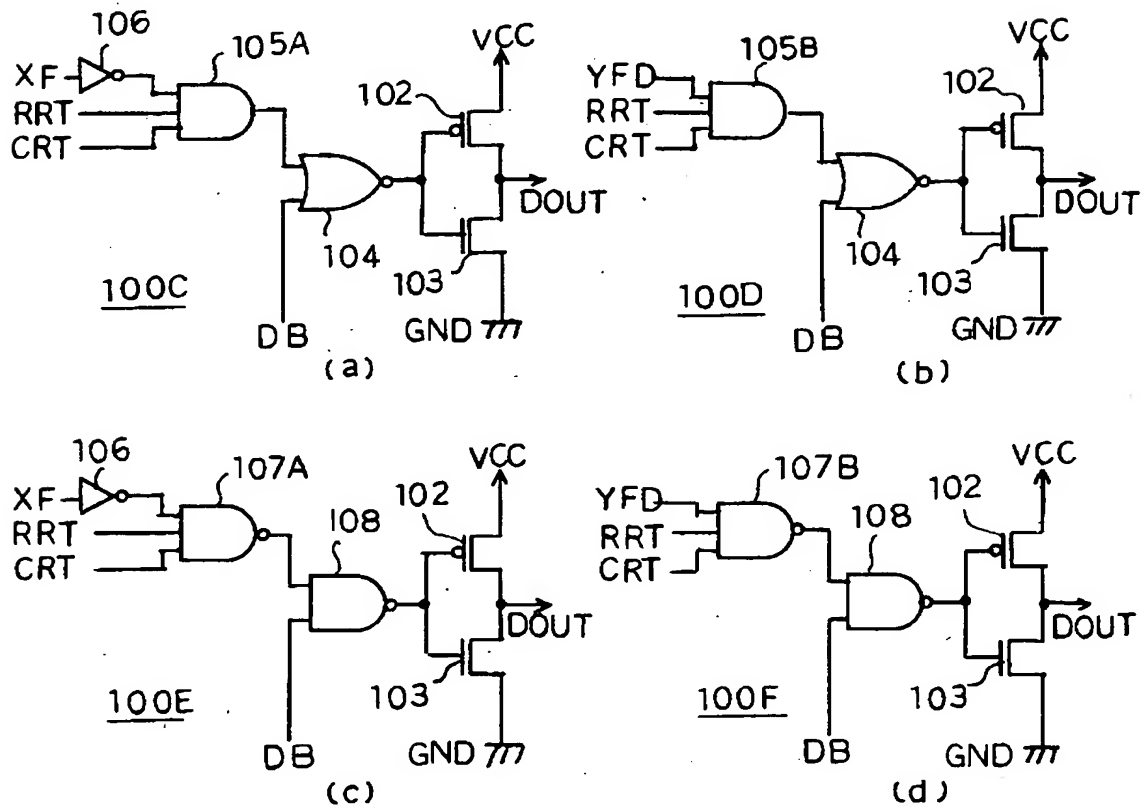 106
105A
XF
RRT
CRT
VCC
102
DOUT
104
103
100C
DB
GND
(a)
YFD
RRT
CRT
105B
VCC
102
DOUT
104
103
100D
DB
GND
(b)
106
107A
XF
RRT
CRT
108
VCC
102
DOUT
103
100E
DB
GND
(c)
YFD
RRT
CRT
107B
108
VCC
102
DOUT
103
100F
DB
GND
(d)